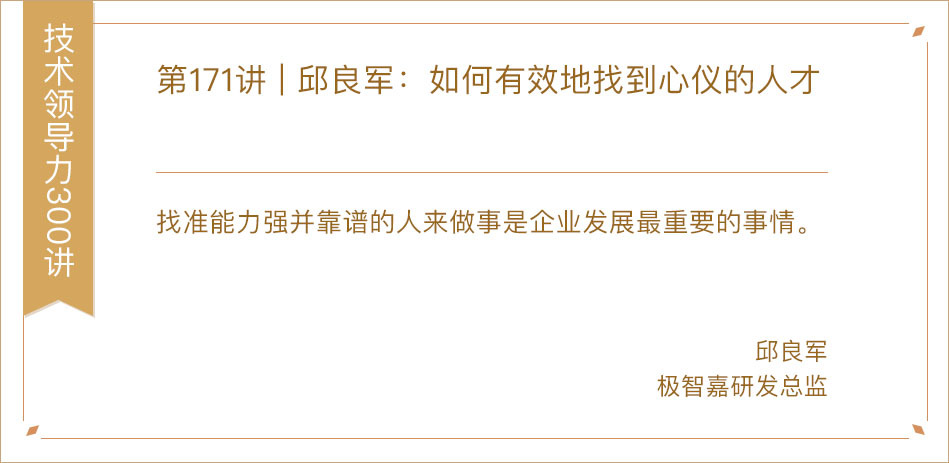 技术领导力300讲
第171讲 | 邱良军：如何有效地找到心仪的人才
找准能力强并靠谱的人来做事是企业发展最重要的事情。
邱良军
极智嘉研发总监